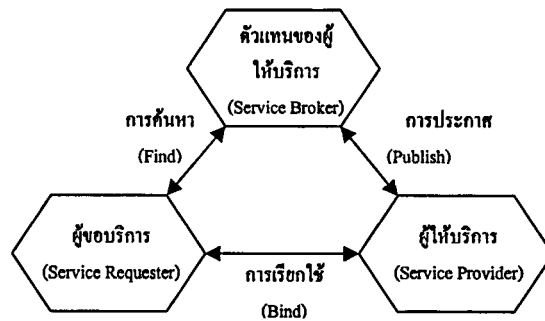 ตัวแทนของผู้
ให้บริการ
(Service Broker)
การค้นหา
(Find)
การประกาศ
(Publish)
ผู้ขอบริการ
(Service Requester)
การเรียกใช้
(Bind)
ผู้ให้บริการ
(Service Provider)